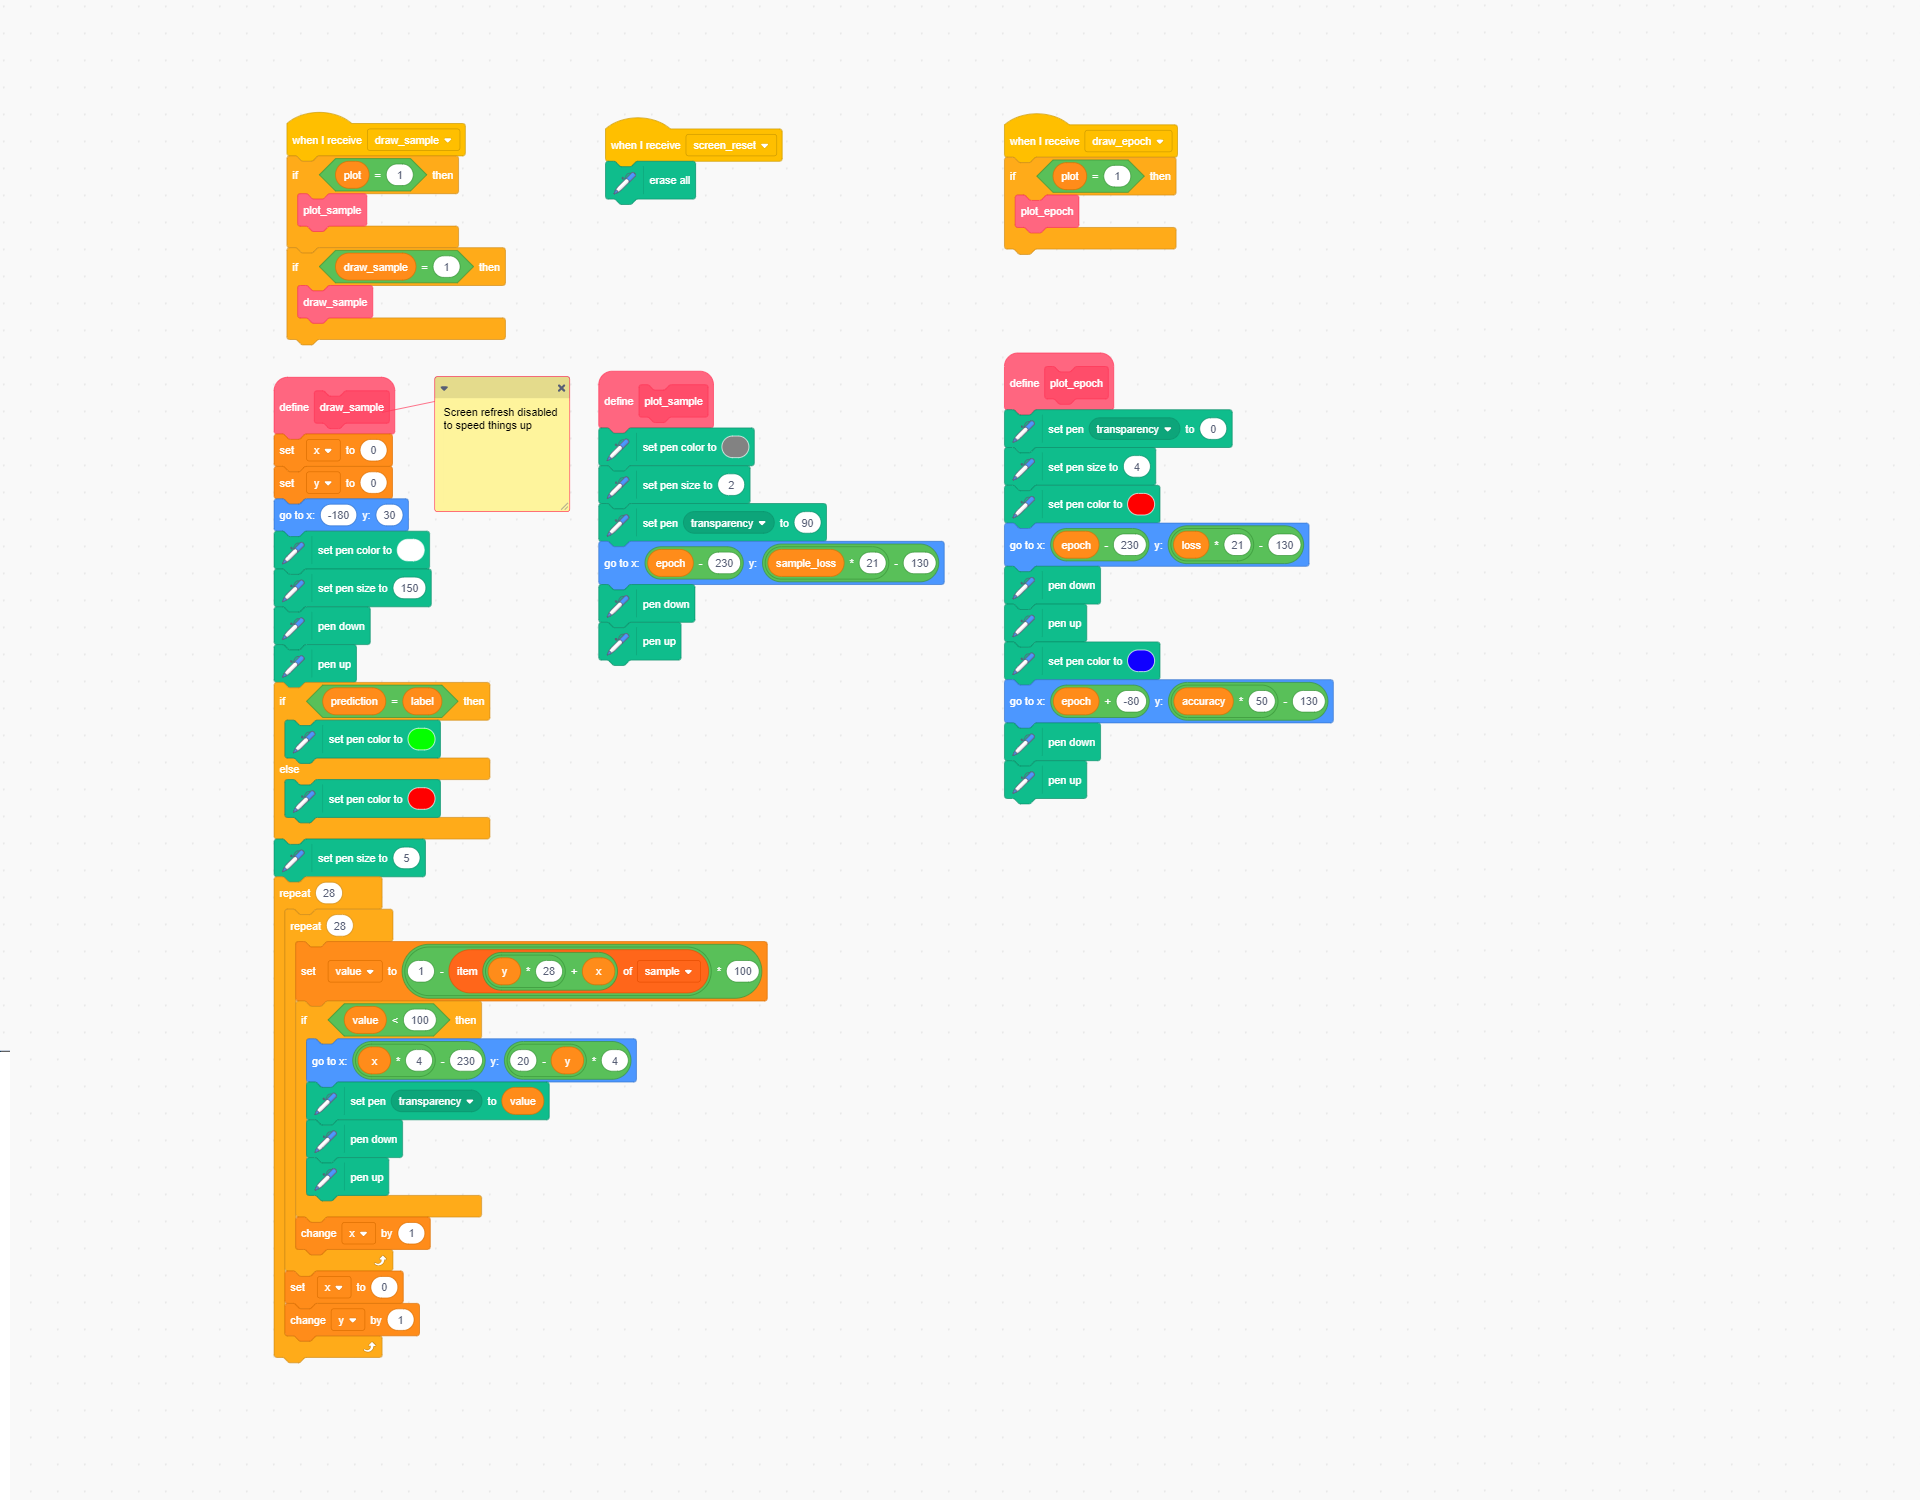 when I receive draw_sample
if plot = 1 then
plot_sample
if draw_sample = 1 then
draw_sample
when I receive screen_reset
erase all
when I receive draw_epoch
if plot = 1 then
plot_epoch
define draw_sample
set x to 0
set y to 0
go to x: -180 y: 30
set pen color to
set pen size to 150
pen down
pen up
if prediction = label then
set pen color to
else
set pen color to
set pen size to 5
repeat 28
repeat 28
set value to 1 - item y * 28 + x of sample * 100
if value < 100 then
go to x: x * 4 - 230 y: 20 - y * 4
set pen transparency to value
pen down
pen up
change x by 1
set x to 0
change y by 1
Screen refresh disabled
to speed things up
define plot_sample
set pen color to
set pen size to 2
set pen transparency to 90
go to x: epoch - 230 y: sample_loss * 21 - 130
pen down
pen up
define plot_epoch
set pen transparency to 0
set pen size to 4
set pen color to
go to x: epoch - 230 y: loss * 21 - 130
pen down
pen up
set pen color to
go to x: epoch + -80 y: accuracy * 50 - 130
pen down
pen up